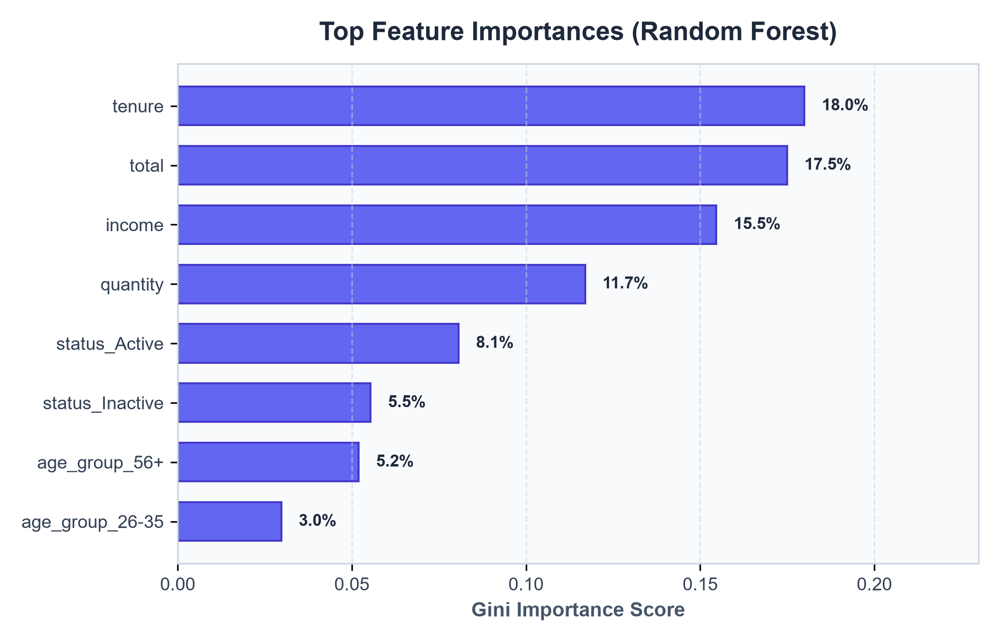 Top Feature Importances (Random Forest)
tenure 18.0%
total 17.5%
income 15.5%
quantity 11.7%
status_Active 8.1%
status_Inactive 5.5%
age_group_56+ 5.2%
age_group_26-35 3.0%
0.00 0.05 0.10 0.15 0.20
Gini Importance Score